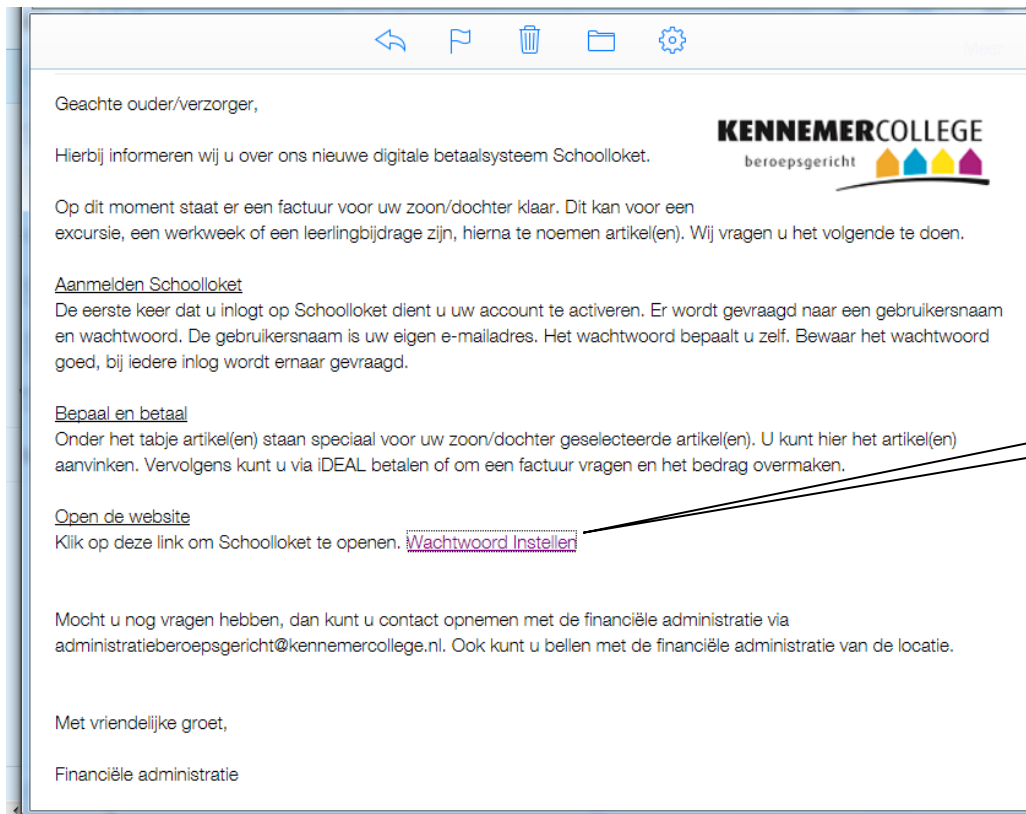 Geachte ouder/verzorger,
KENNEMERCOLLEGE
beroepsgericht
Hierbij informeren wij u over ons nieuwe digitale betaalsysteem Schoolloket.
Op dit moment staat er een factuur voor uw zoon/dochter klaar. Dit kan voor een
excursie, een werkweek of een leerlingbijdrage zijn, hierna te noemen artikel(en). Wij vragen u het volgende te doen.
Aanmelden Schoolloket
De eerste keer dat u inlogt op Schoolloket dient u uw account te activeren. Er wordt gevraagd naar een gebruikersnaam
en wachtwoord. De gebruikersnaam is uw eigen e-mailadres. Het wachtwoord bepaalt u zelf. Bewaar het wachtwoord
goed, bij iedere inlog wordt ernaar gevraagd.
Bepaal en betaal
Onder het tabje artikel(en) staan speciaal voor uw zoon/dochter geselecteerde artikel(en). U kunt hier het artikel(en)
aanvinken. Vervolgens kunt u via iDEAL betalen of om een factuur vragen en het bedrag overmaken.
Open de website
Klik op deze link om Schoolloket te openen. Wachtwoord Instellen
Mocht u nog vragen hebben, dan kunt u contact opnemen met de financiële administratie via
administratieberoepsgericht@kennemercollege.nl. Ook kunt u bellen met de financiële administratie van de locatie.
Met vriendelijke groet,
Financiële administratie